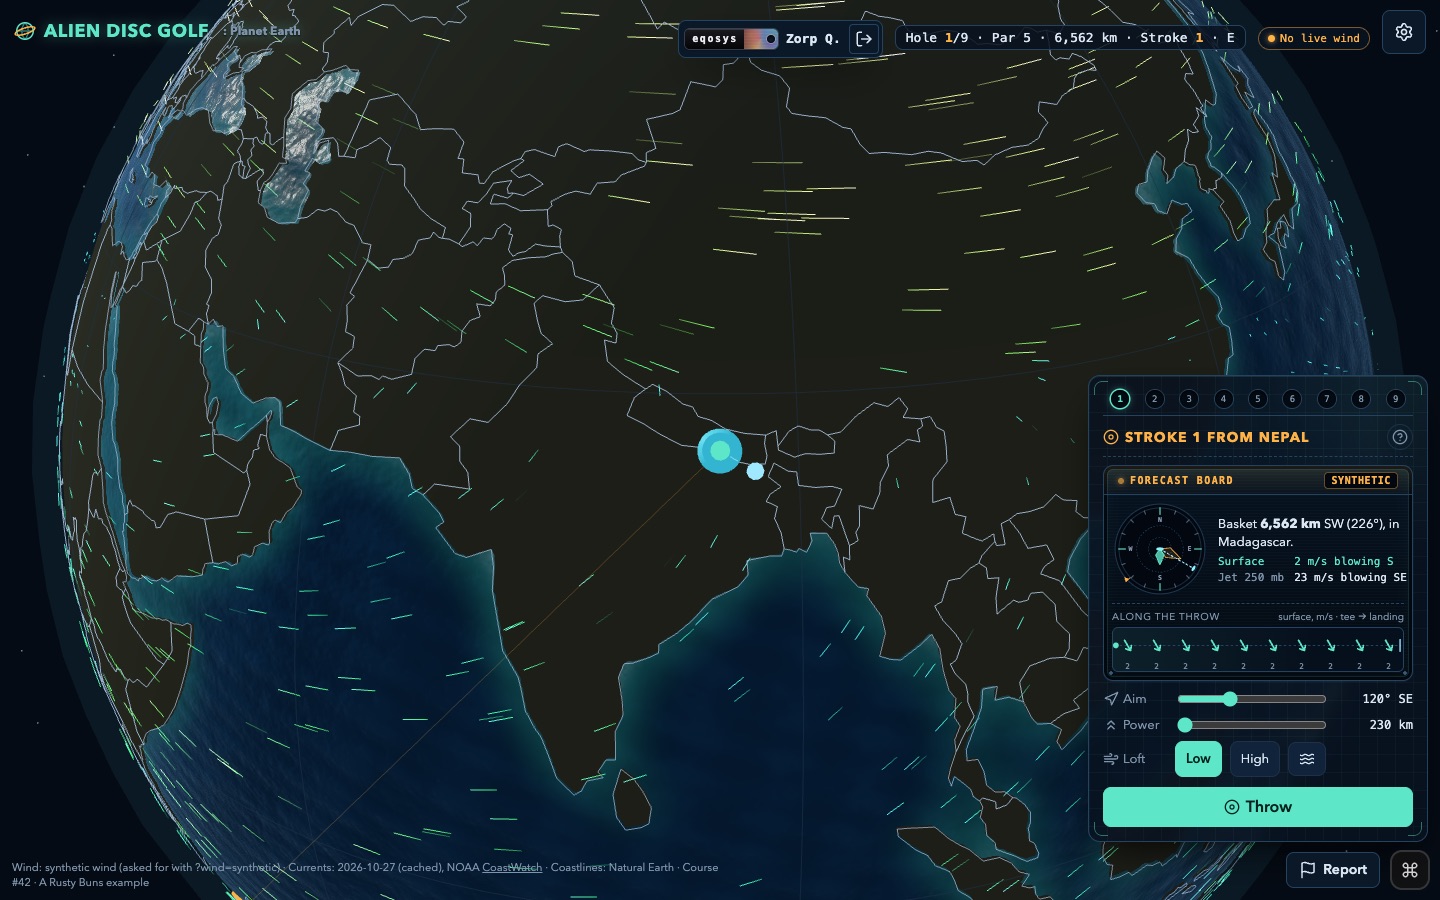 ALIEN DISC GOLF : Planet Earth
eqosys Zorp Q.
Hole 1/9 · Par 5 · 6,562 km · Stroke 1 · E
No live wind
1 2 3 4 5 6 7 8 9
STROKE 1 FROM NEPAL
FORECAST BOARD SYNTHETIC
N
W E
S
Basket 6,562 km SW (226°), in
Madagascar.
Surface 2 m/s blowing S
Jet 250 mb 23 m/s blowing SE
ALONG THE THROW surface, m/s · tee → landing
2 2 2 2 2 2 2 2 2 2
Aim 120° SE
Power 230 km
Loft Low High
Throw
Wind: synthetic wind (asked for with ?wind=synthetic) · Currents: 2026-10-27 (cached), NOAA CoastWatch · Coastlines: Natural Earth · Course
#42 · A Rusty Buns example
Report